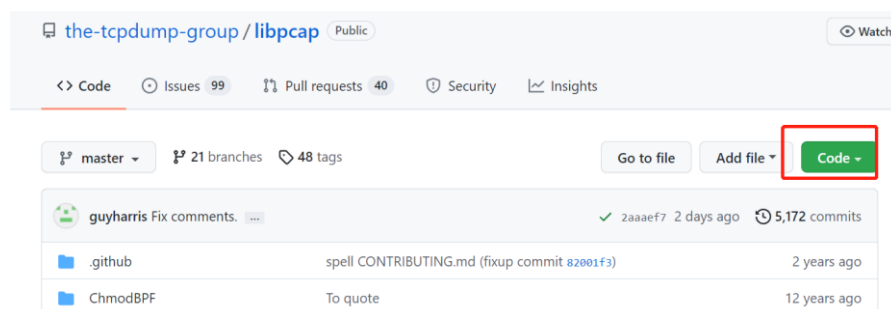 the-tcpdump-group / libpcap Public Watch
<> Code Issues 99 Pull requests 40 Security Insights
master 21 branches 48 tags Go to file Add file Code
guyharris Fix comments. ... 2aaaef7 2 days ago 5,172 commits
.github spell CONTRIBUTING.md (fixup commit 82001f3) 2 years ago
ChmodBPF To quote 12 years ago